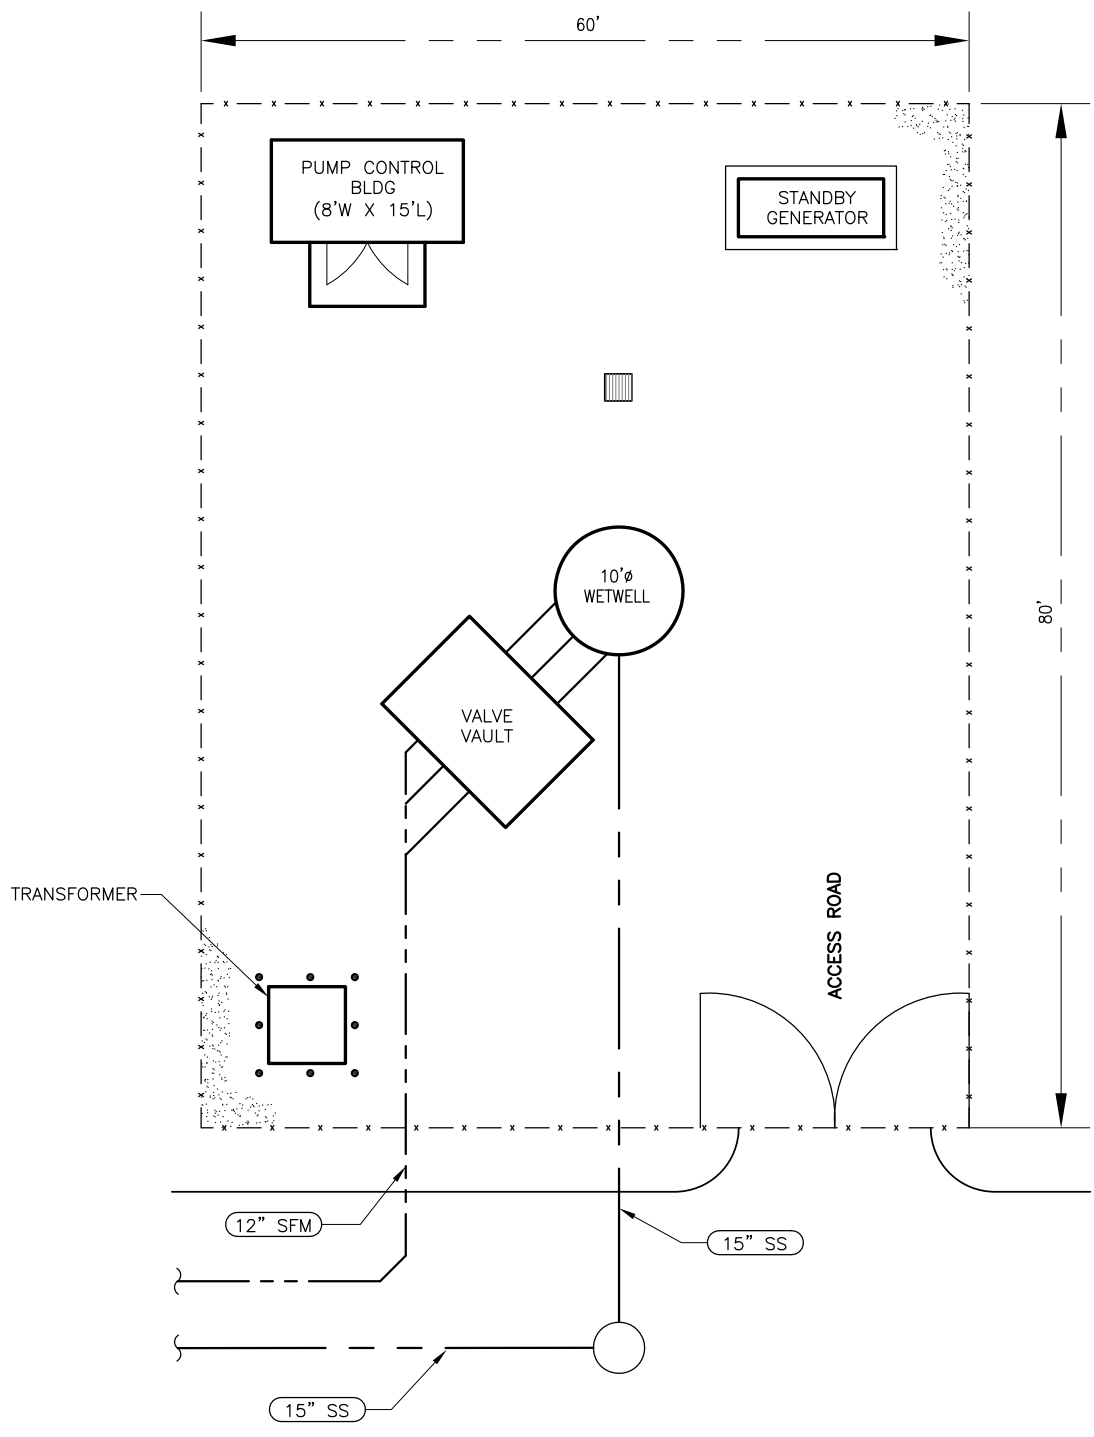 60'
PUMP CONTROL
BLDG
(8'W X 15'L)
STANDBY
GENERATOR
10'ø
WETWELL
80'
VALVE
VAULT
TRANSFORMER
ACCESS ROAD
12" SFM
15" SS
15" SS